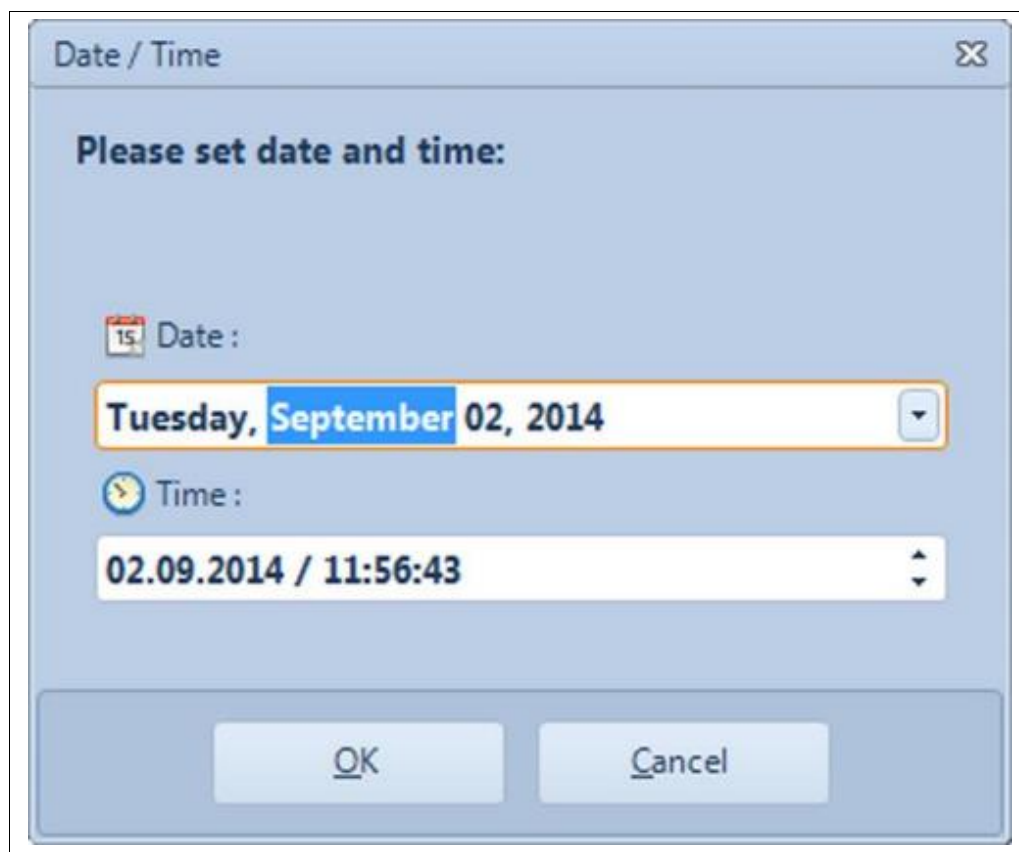 Date / Time
Please set date and time:
15 Date :
Tuesday, September 02, 2014
Time :
02.09.2014 / 11:56:43
OK Cancel